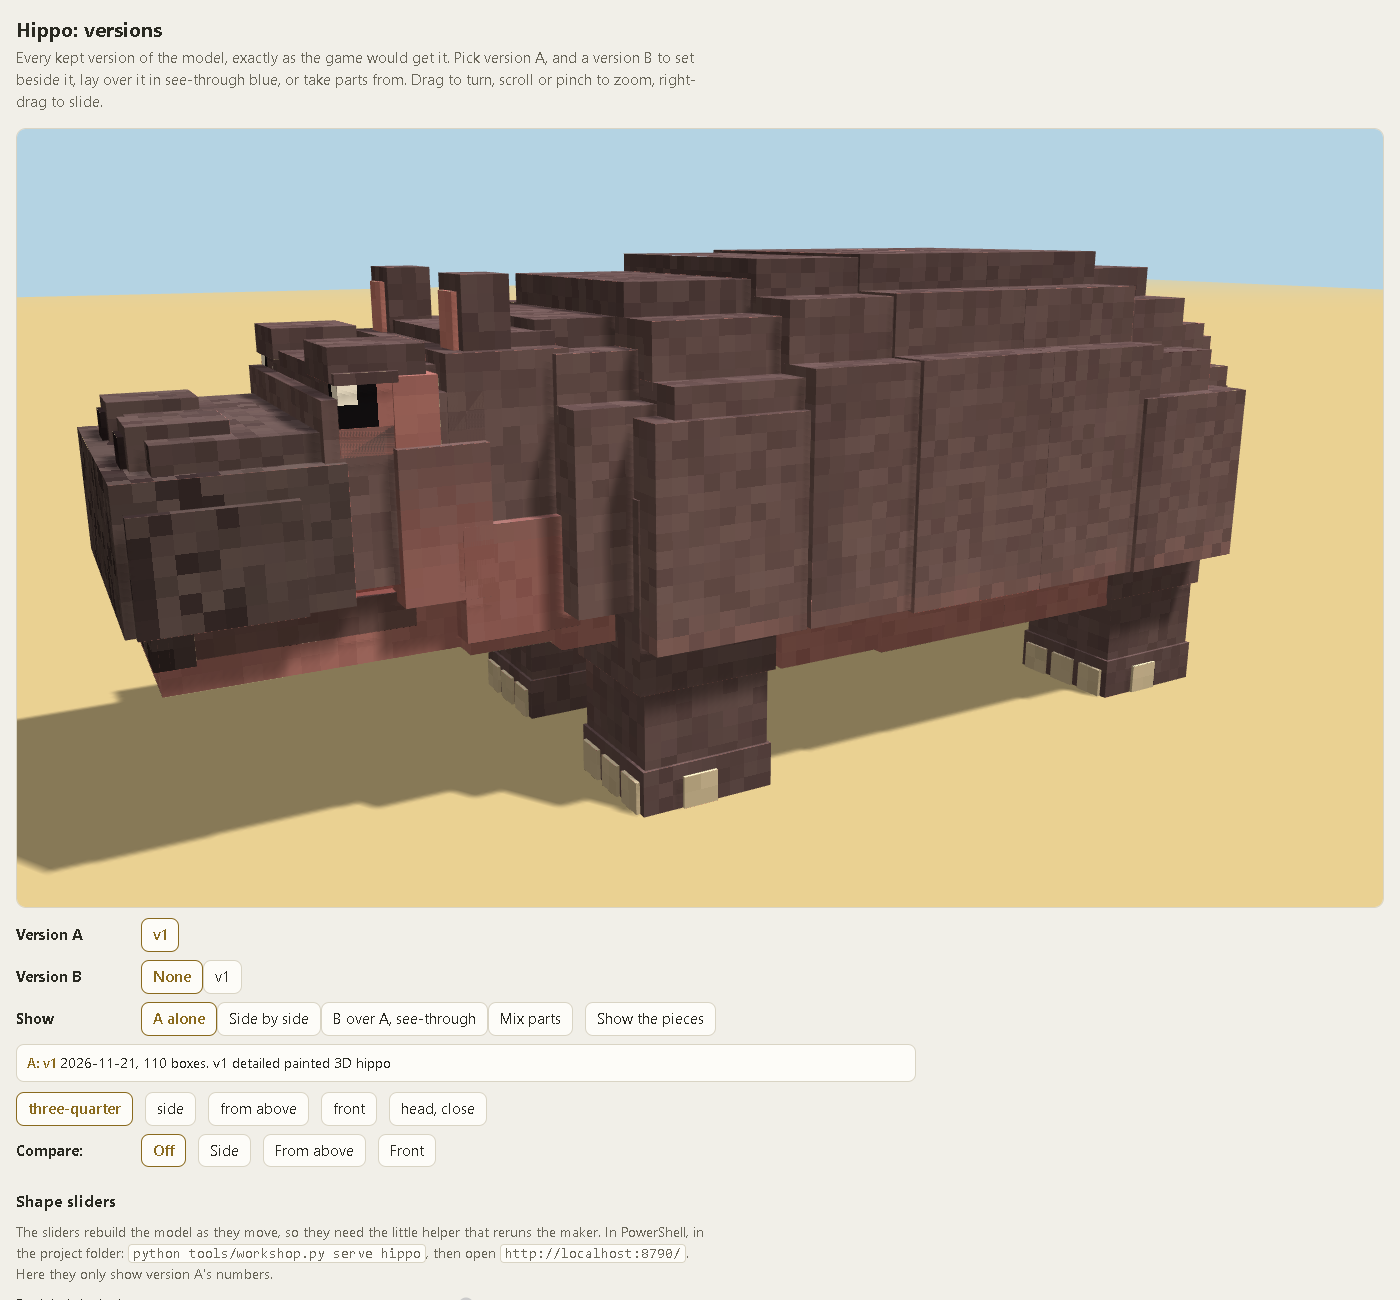 Hippo: versions
Every kept version of the model, exactly as the game would get it. Pick version A, and a version B to set
beside it, lay over it in see-through blue, or take parts from. Drag to turn, scroll or pinch to zoom, right-
drag to slide.
Version A v1
Version B None v1
Show A alone Side by side B over A, see-through Mix parts Show the pieces
A: v1 2026-11-21, 110 boxes. v1 detailed painted 3D hippo
three-quarter side from above front head, close
Compare: Off Side From above Front
Shape sliders
The sliders rebuild the model as they move, so they need the little helper that reruns the maker. In PowerShell, in
the project folder: python tools/workshop.py serve hippo, then open http://localhost:8790/.
Here they only show version A's numbers.